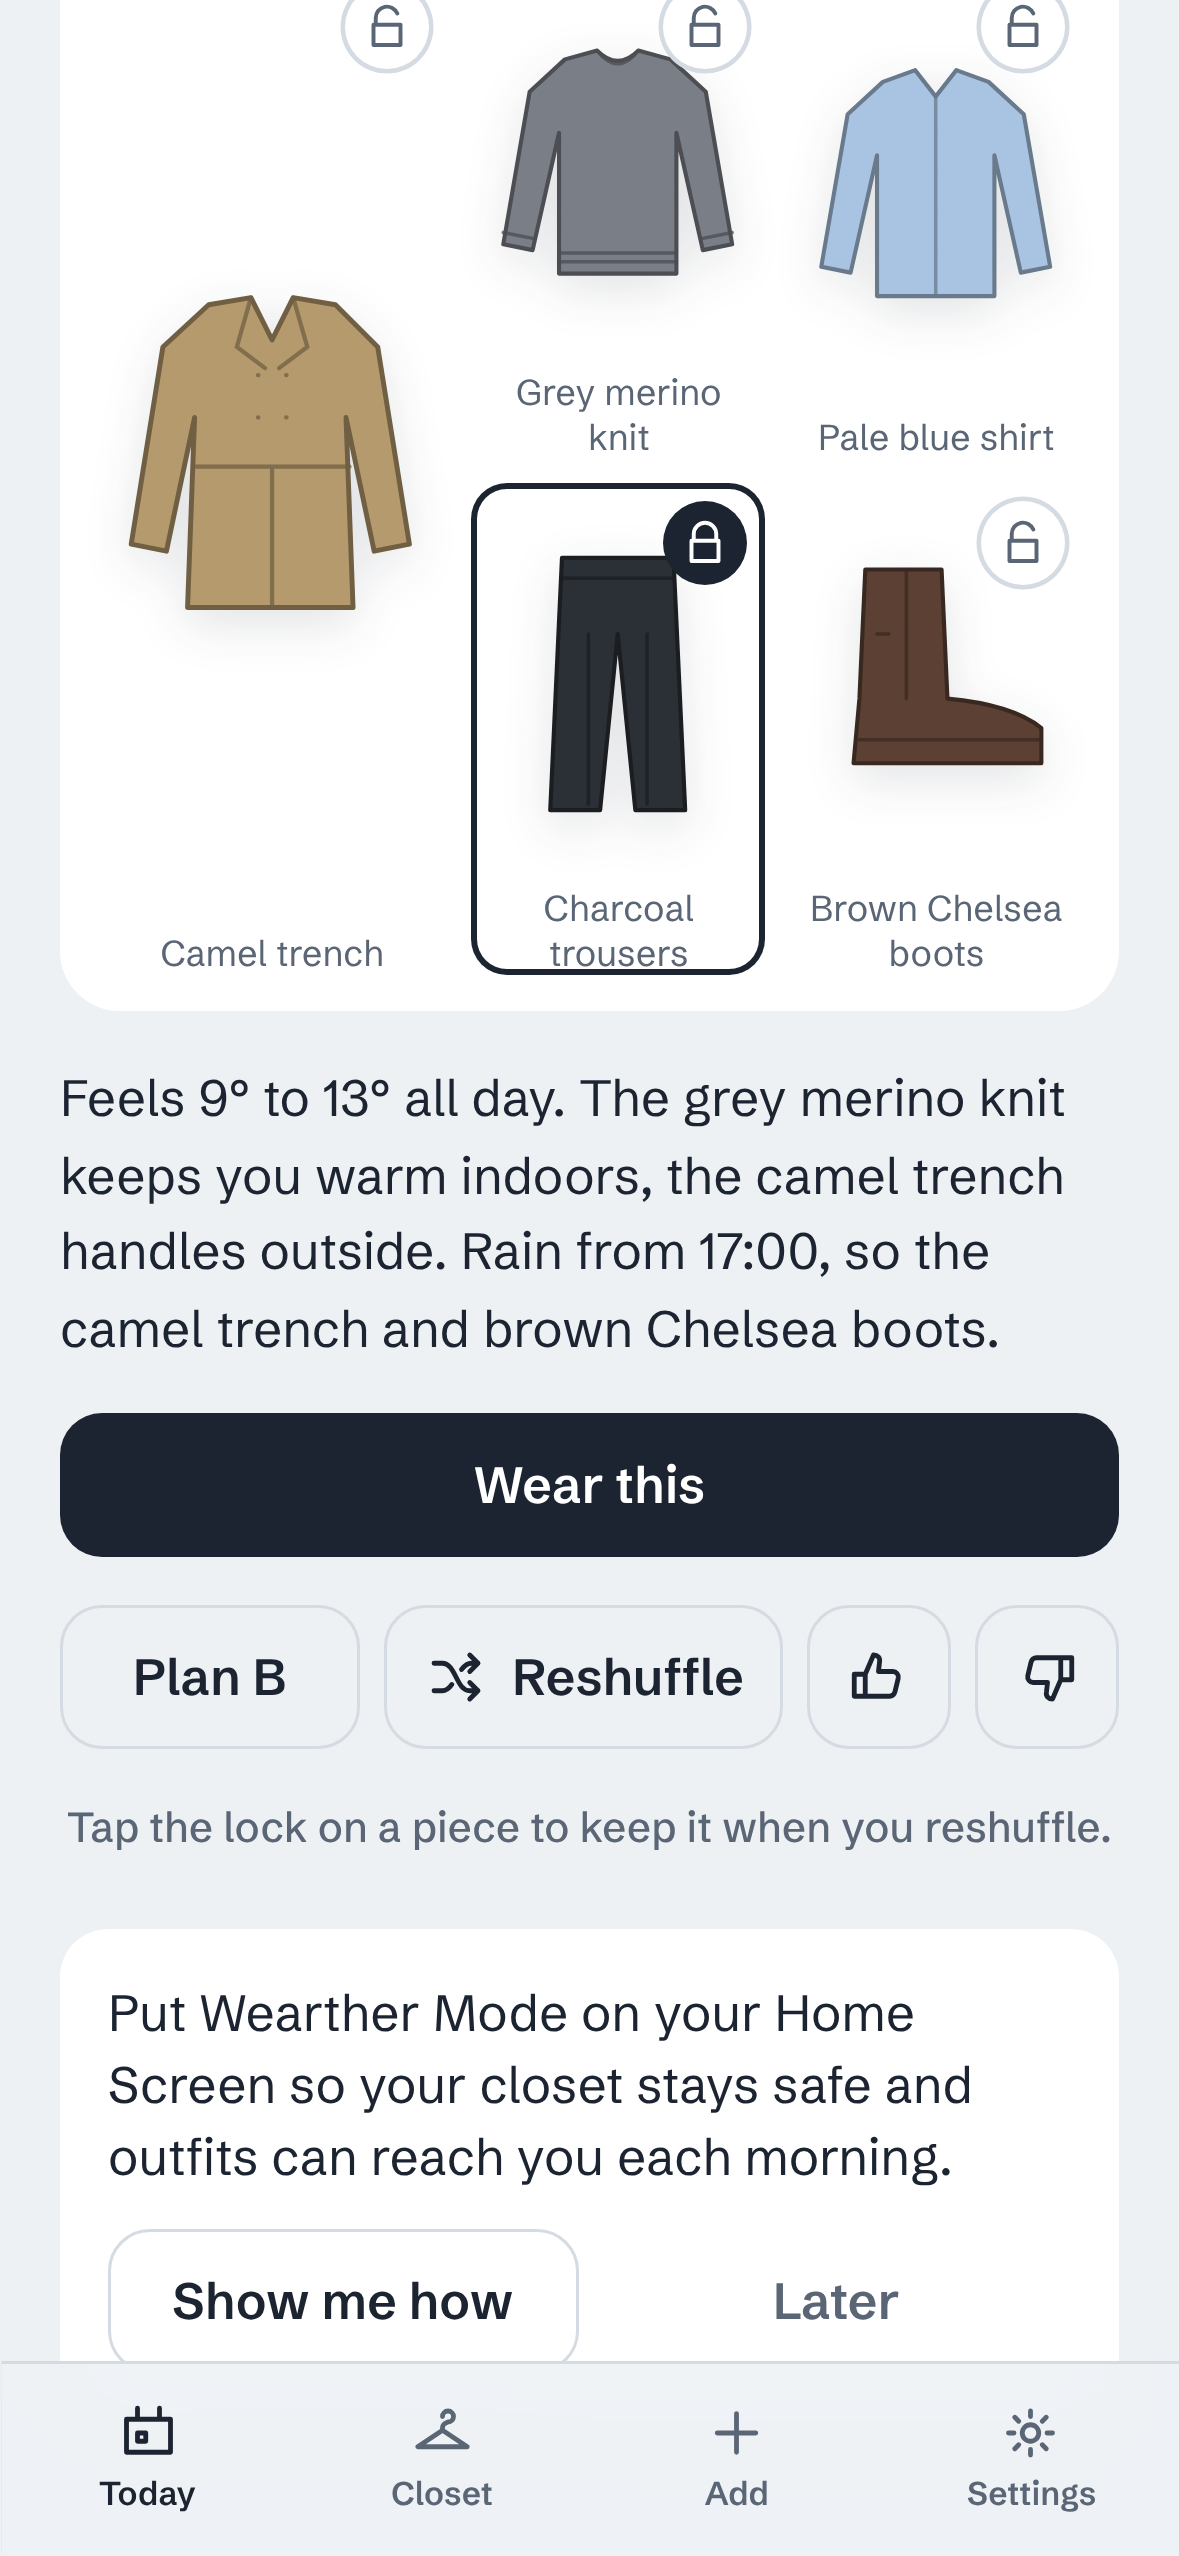 Grey merino
knit
Pale blue shirt
Camel trench
Charcoal
trousers
Brown Chelsea
boots
Feels 9° to 13° all day. The grey merino knit
keeps you warm indoors, the camel trench
handles outside. Rain from 17:00, so the
camel trench and brown Chelsea boots.
Wear this
Plan B
Reshuffle
Tap the lock on a piece to keep it when you reshuffle.
Put Wearther Mode on your Home
Screen so your closet stays safe and
outfits can reach you each morning.
Show me how
Later
Today
Closet
Add
Settings